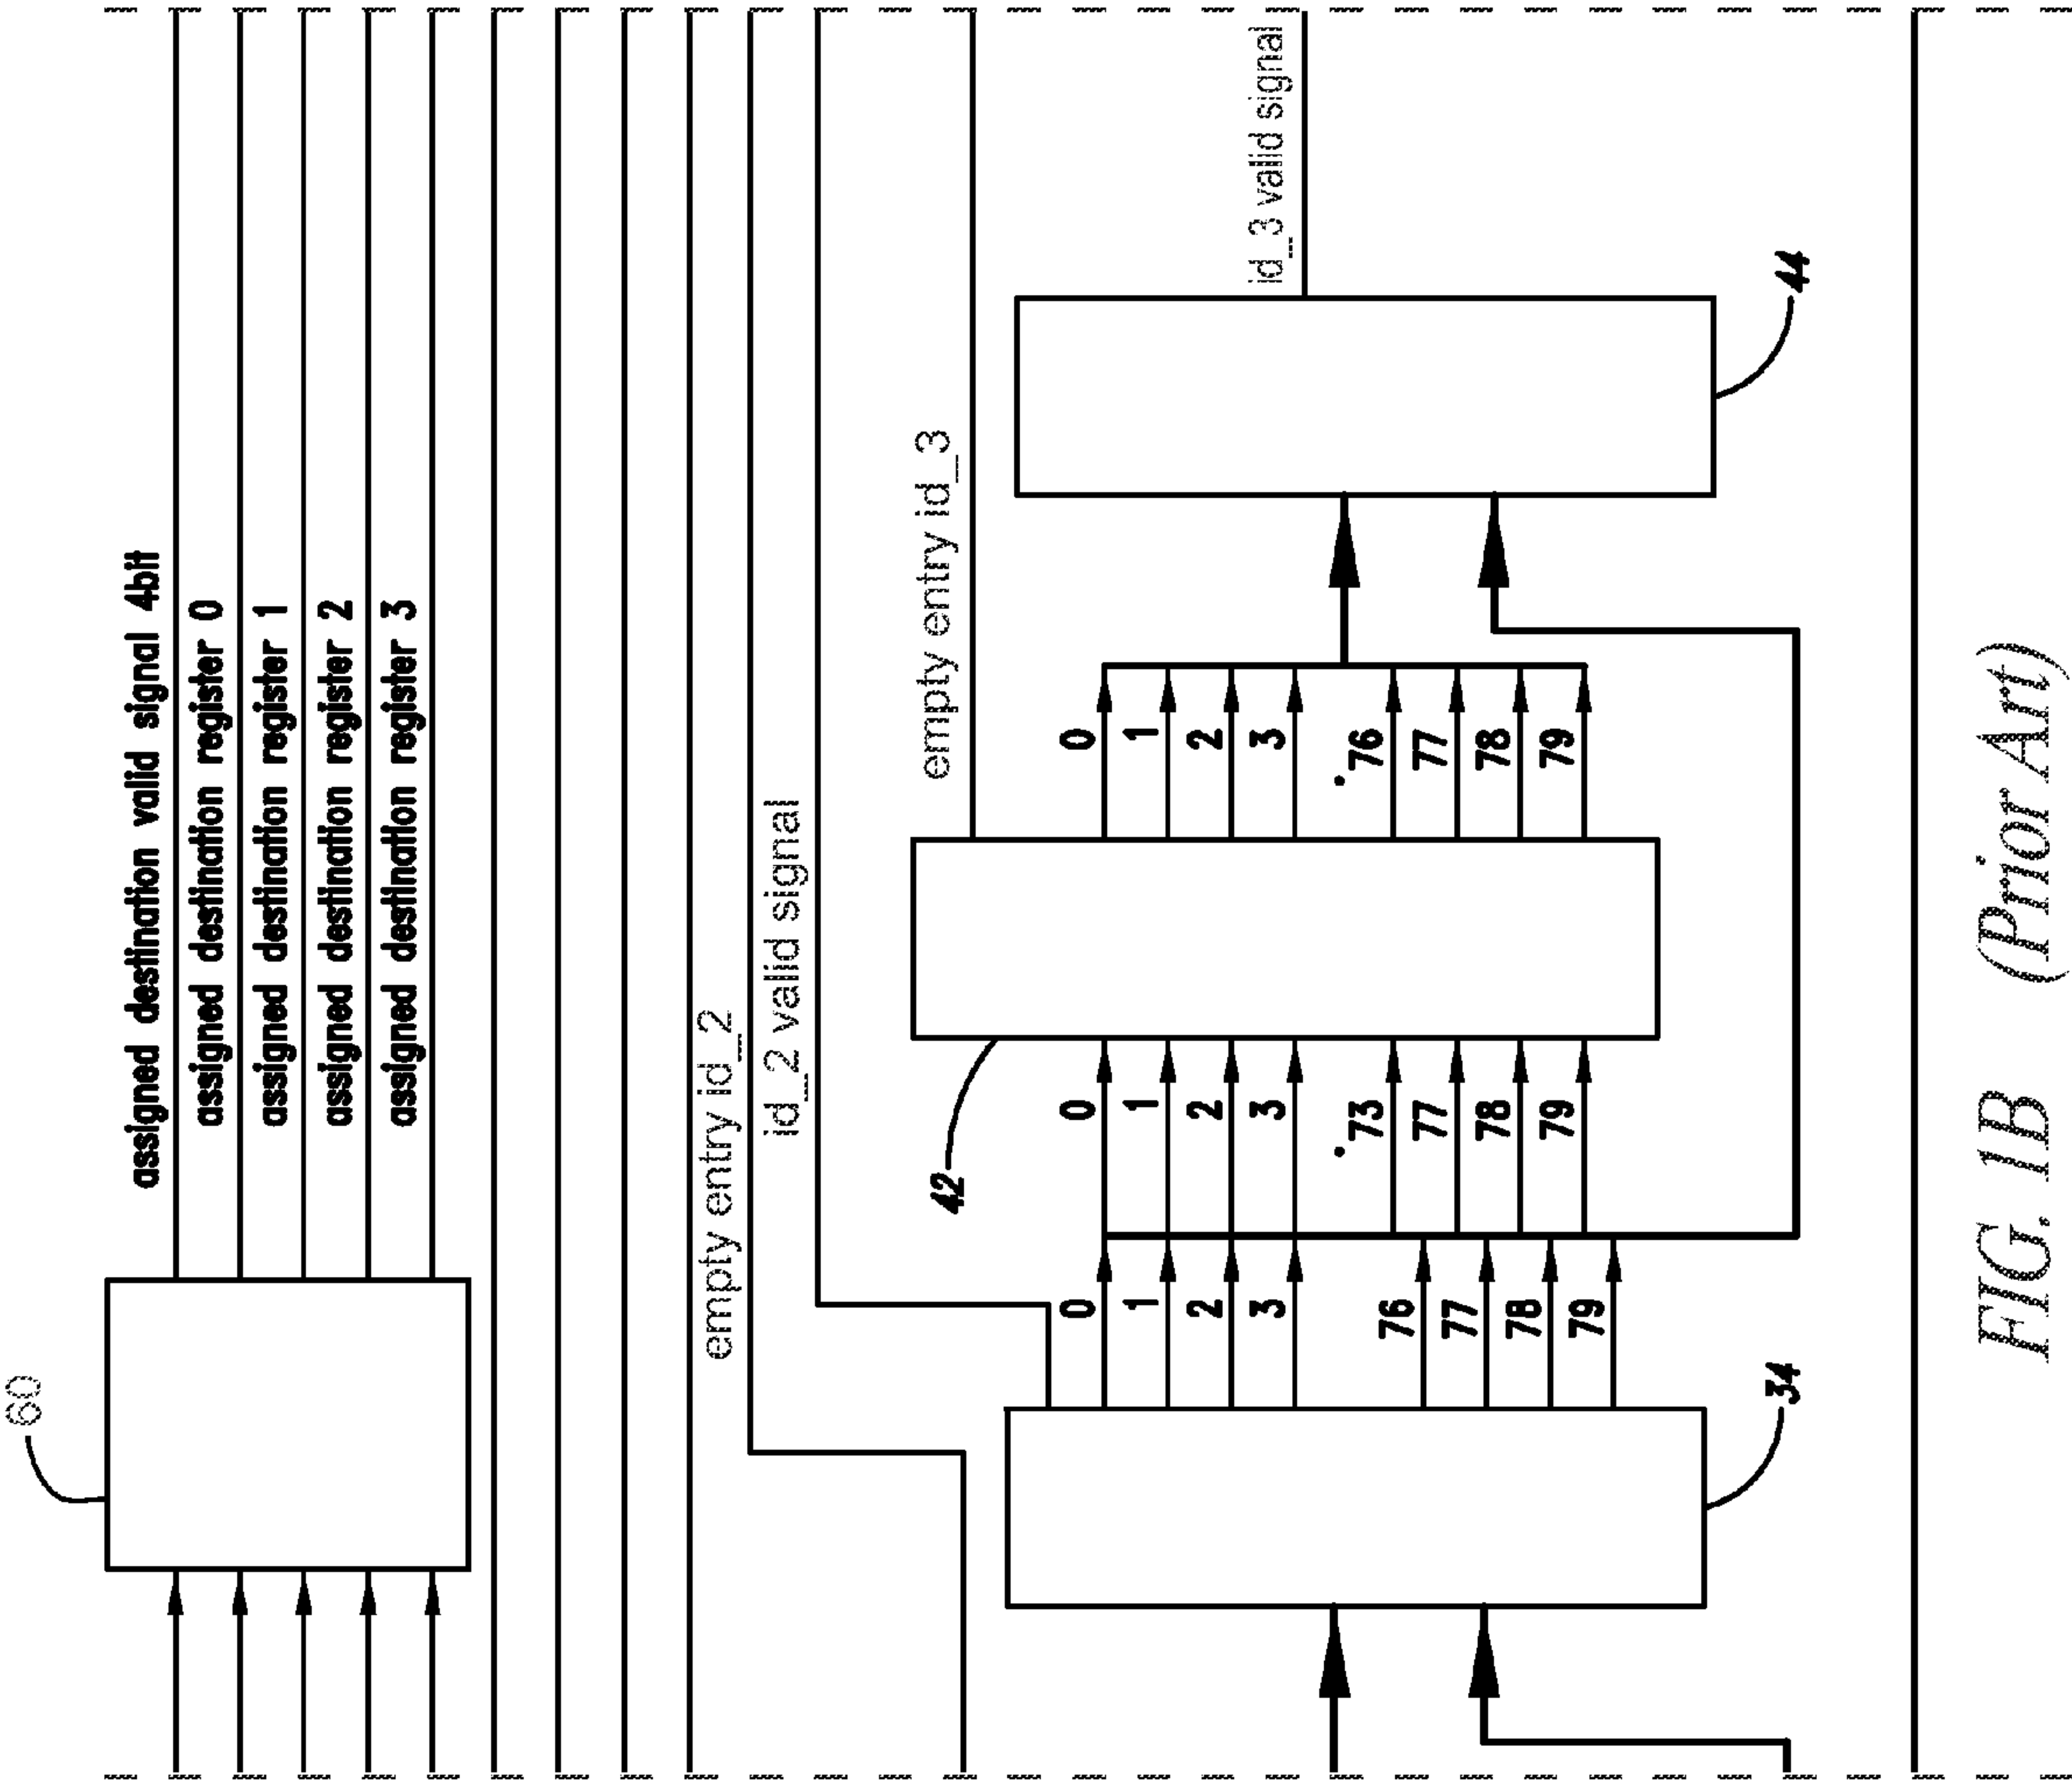 60
assigned destination valid signal 4bit
assigned destination register 0
assigned destination register 1
assigned destination register 2
assigned destination register 3
empty entry id_2
id_2 valid signal
empty entry id_3
id_3 valid signal
42
0
1
2
3
76
77
78
79
0
1
2
3
.73
77
78
79
0
1
2
3
.76
77
78
79
34
44
FIG. 1B (Prior Art)